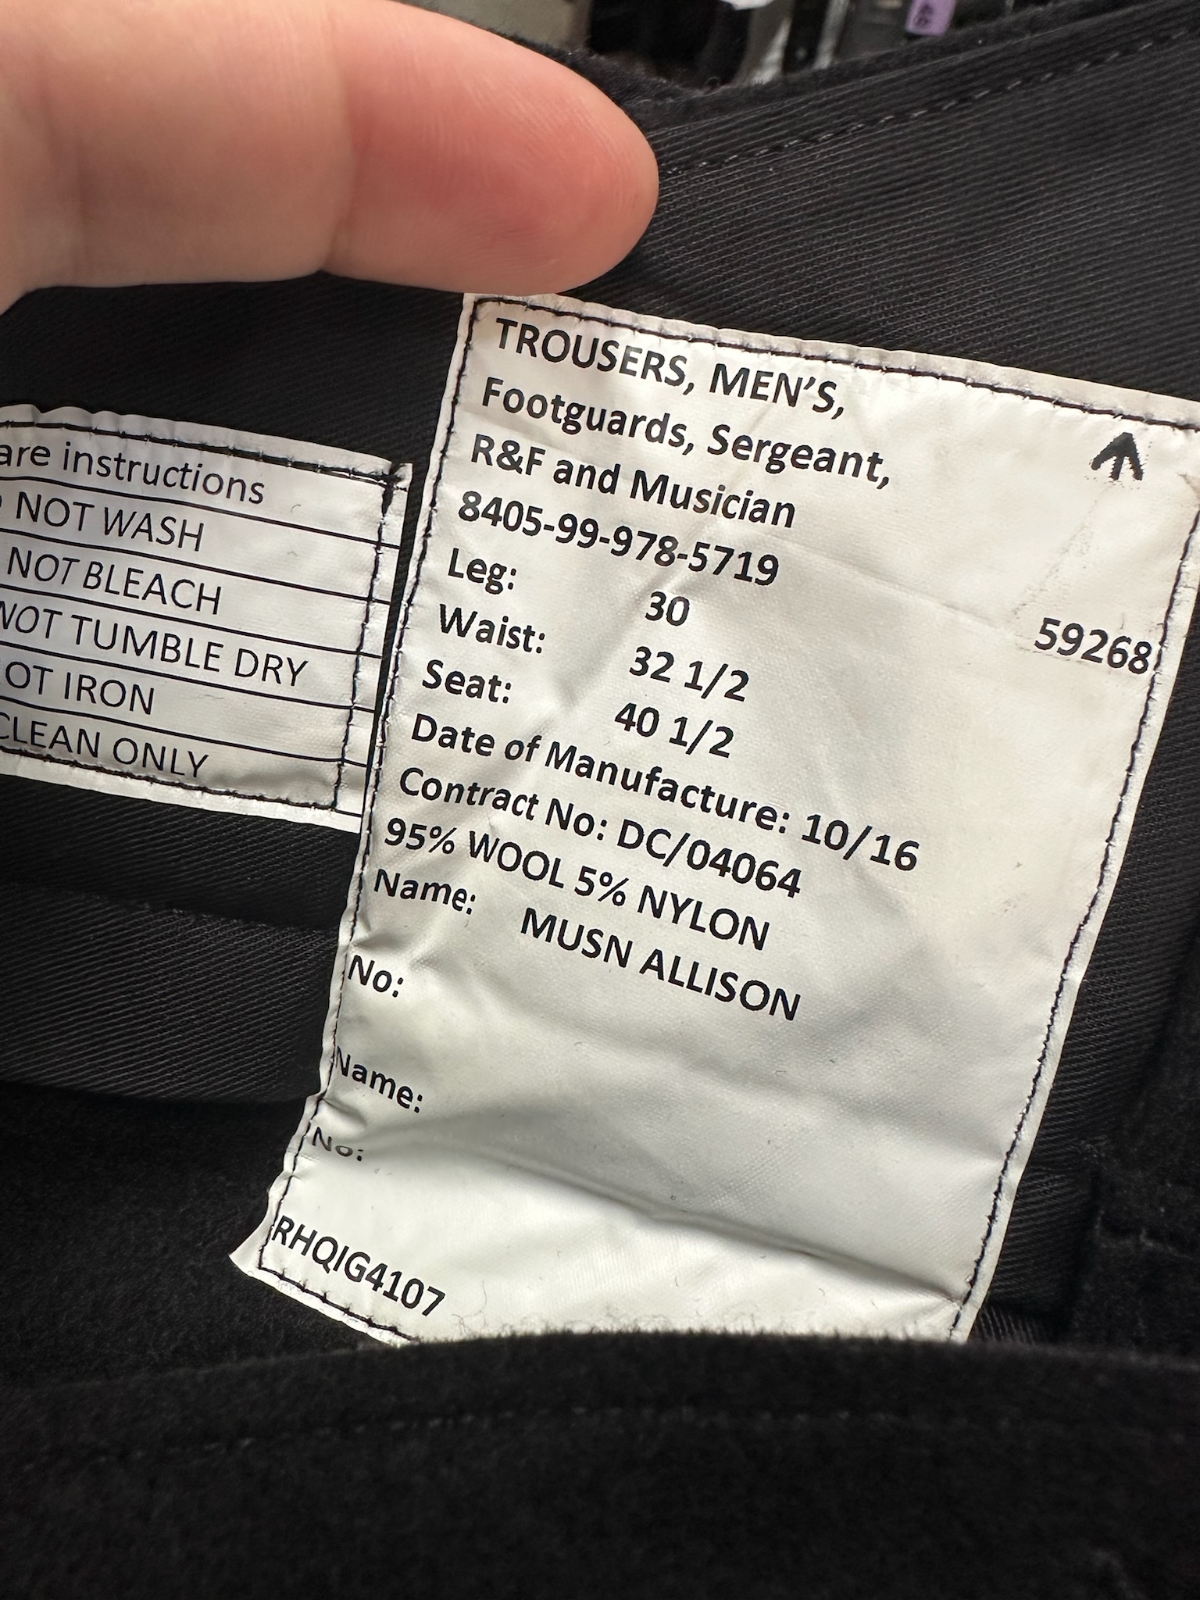 are instructions
NOT WASH
NOT BLEACH
NOT TUMBLE DRY
OT IRON
CLEAN ONLY
TROUSERS, MEN'S,
Footguards, Sergeant,
R&F and Musician
8405-99-978-5719
Leg: 30 59268
Waist: 32 1/2
Seat: 40 1/2
Date of Manufacture: 10/16
Contract No: DC/04064
95% WOOL 5% NYLON
Name: MUSN ALLISON
No:
Name:
No:
RHQIG4107